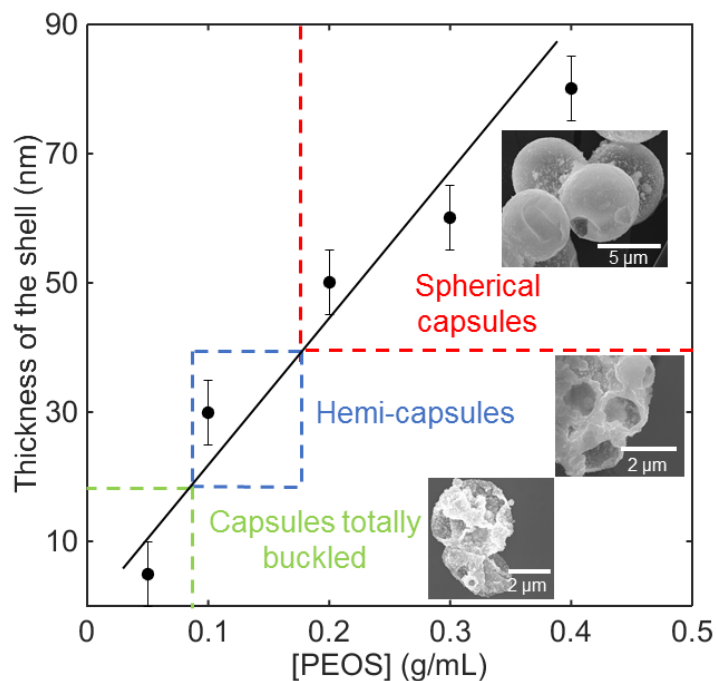 90
70
50
30
10
Thickness of the shell (nm)
5 µm
Spherical
capsules
Hemi-capsules
2 µm
Capsules totally
buckled
2 µm
0
0.1
0.2
0.3
0.4
0.5
[PEOS] (g/mL)